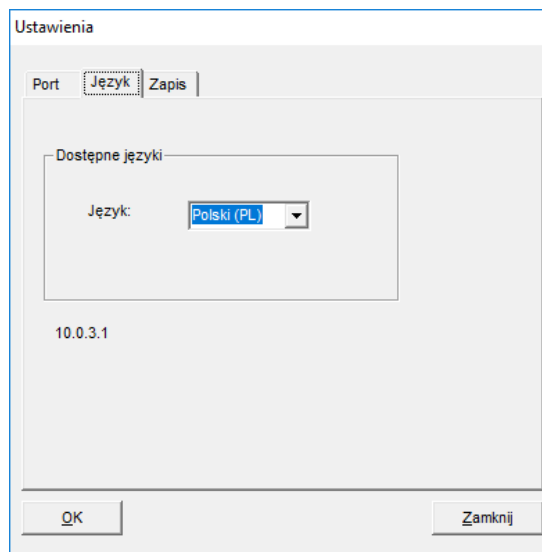 Ustawienia
Port Język Zapis
Dostępne języki
Język: Polski (PL)
10.0.3.1
OK Zamknij